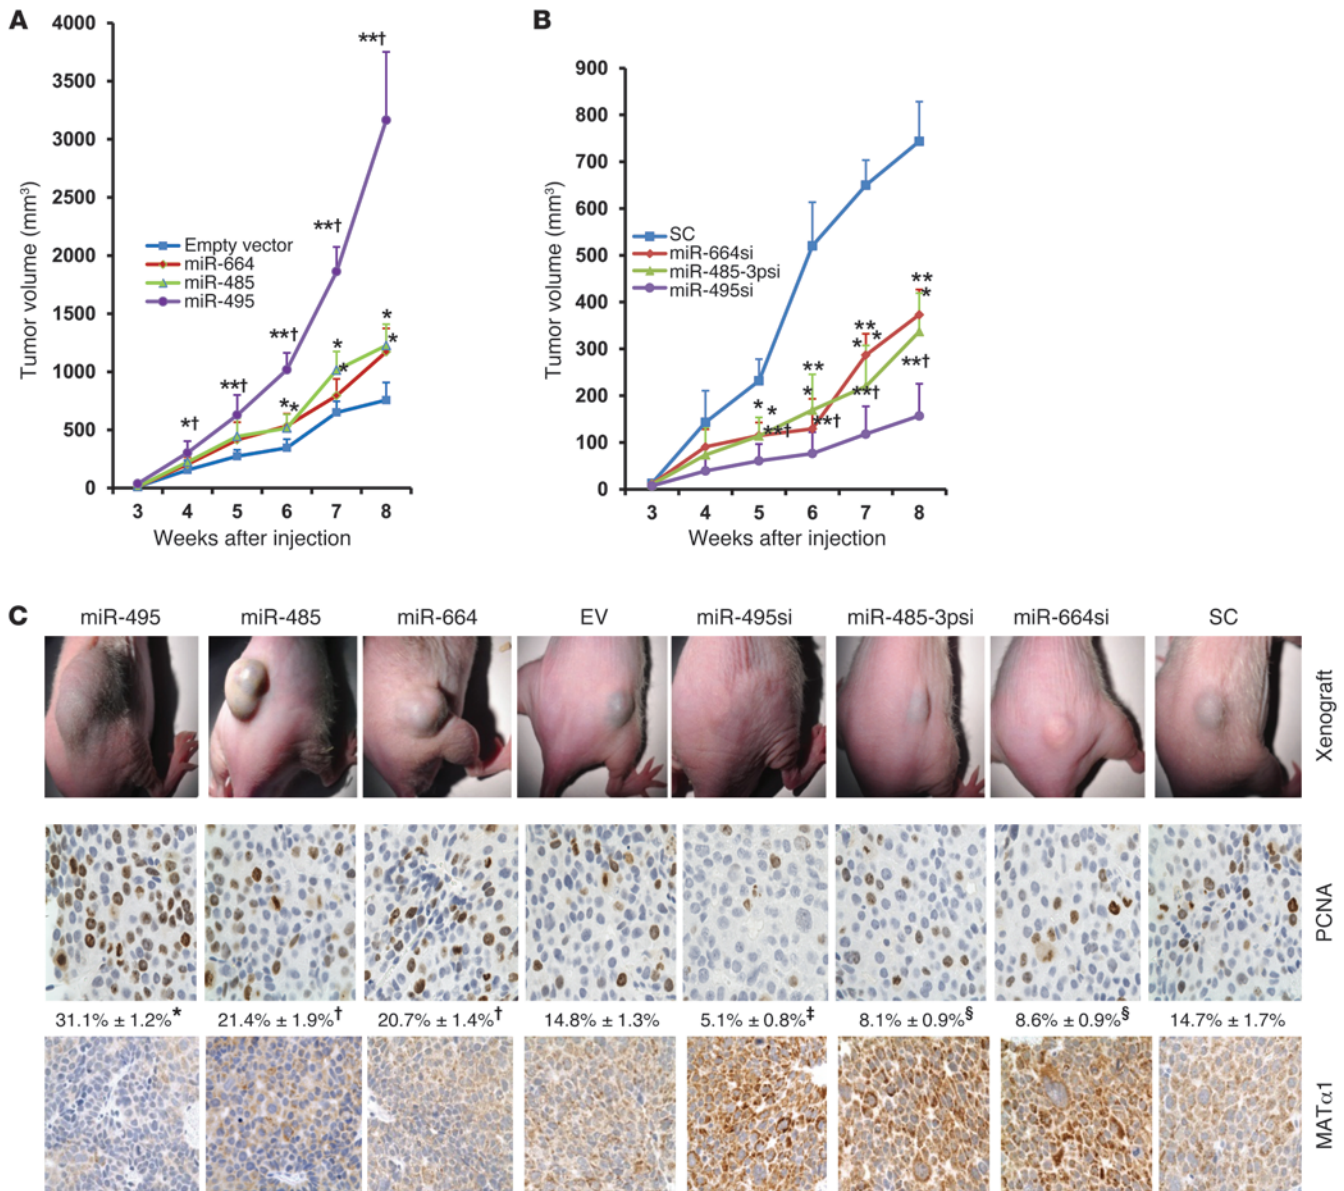 A
4000
3500
3000
2500
2000
1500
1000
500
0
Tumor volume (mm³)
Empty vector
miR-664
miR-485
miR-495
*†
**†
**†
**†
**†
**
*
*
*
*
3 4 5 6 7 8
Weeks after injection
B
900
800
700
600
500
400
300
200
100
0
Tumor volume (mm³)
SC
miR-664si
miR-485-3psi
miR-495si
* *
**†
**
*
**†
**
* *
**†
**
*
**†
3 4 5 6 7 8
Weeks after injection
C
miR-495 miR-485 miR-664 EV miR-495si miR-485-3psi miR-664si SC
Xenograft
PCNA
31.1% ± 1.2%* 21.4% ± 1.9%† 20.7% ± 1.4%† 14.8% ± 1.3% 5.1% ± 0.8%‡ 8.1% ± 0.9%§ 8.6% ± 0.9%§ 14.7% ± 1.7%
MATα1